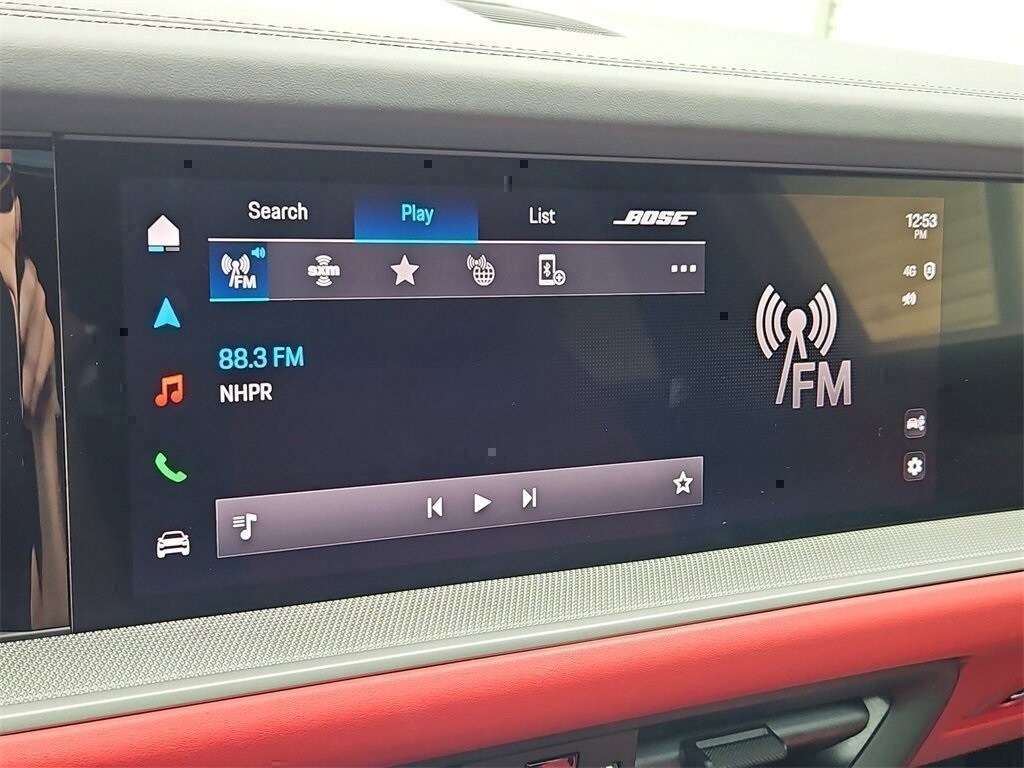 Search Play List BOSE
12:53
PM
FM sxm
4G
88.3 FM
NHPR
FM